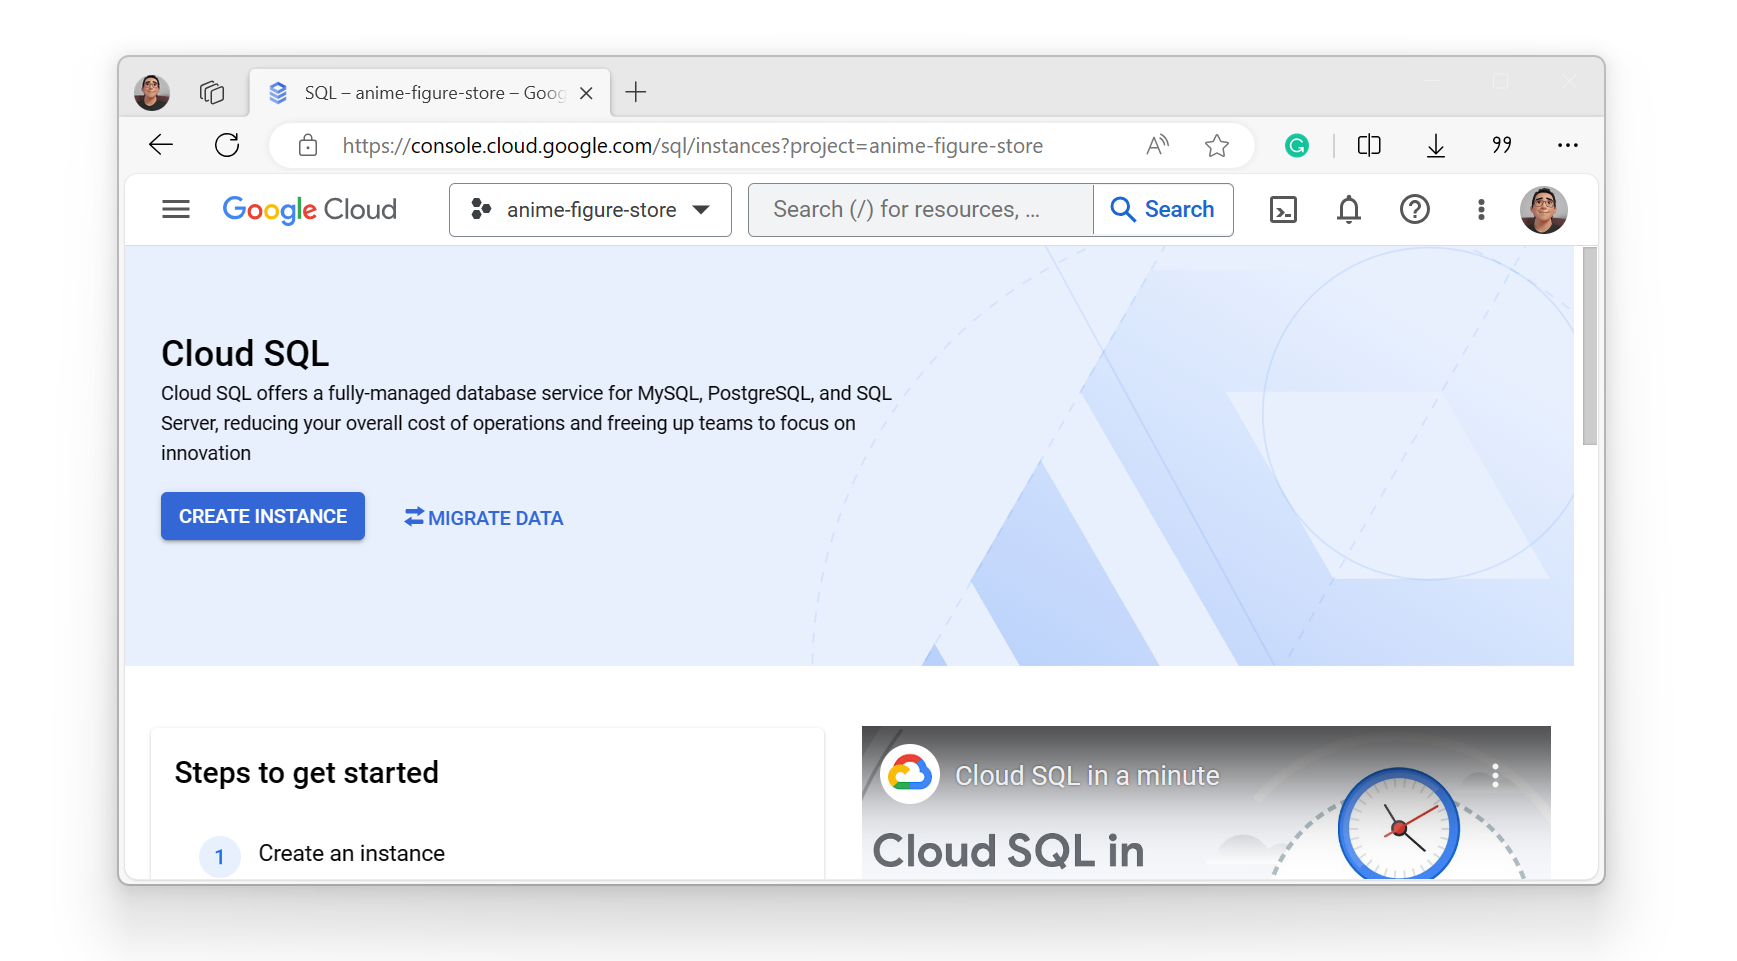 SQL – anime-figure-store – Goog
https://console.cloud.google.com/sql/instances?project=anime-figure-store
Google Cloud
anime-figure-store
Search (/) for resources, ...
Search
Cloud SQL
Cloud SQL offers a fully-managed database service for MySQL, PostgreSQL, and SQL
Server, reducing your overall cost of operations and freeing up teams to focus on
innovation
CREATE INSTANCE
MIGRATE DATA
Steps to get started
1 Create an instance
Cloud SQL in a minute
Cloud SQL in